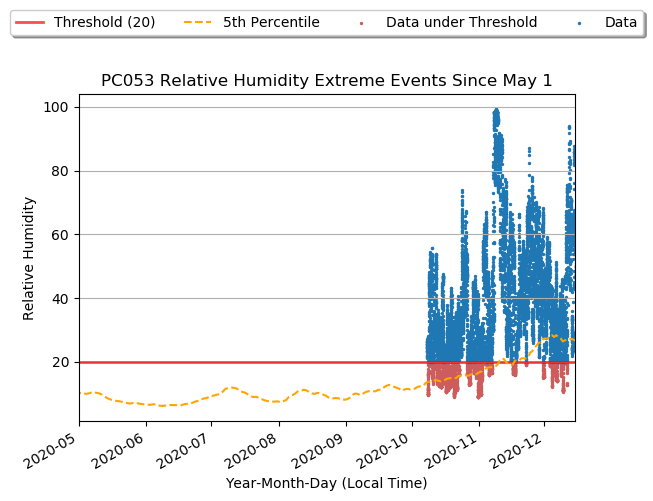 Threshold (20) 5th Percentile Data under Threshold Data
PC053 Relative Humidity Extreme Events Since May 1
100
80
60
40
20
Relative Humidity
2020-05 2020-06 2020-07 2020-08 2020-09 2020-10 2020-11 2020-12
Year-Month-Day (Local Time)